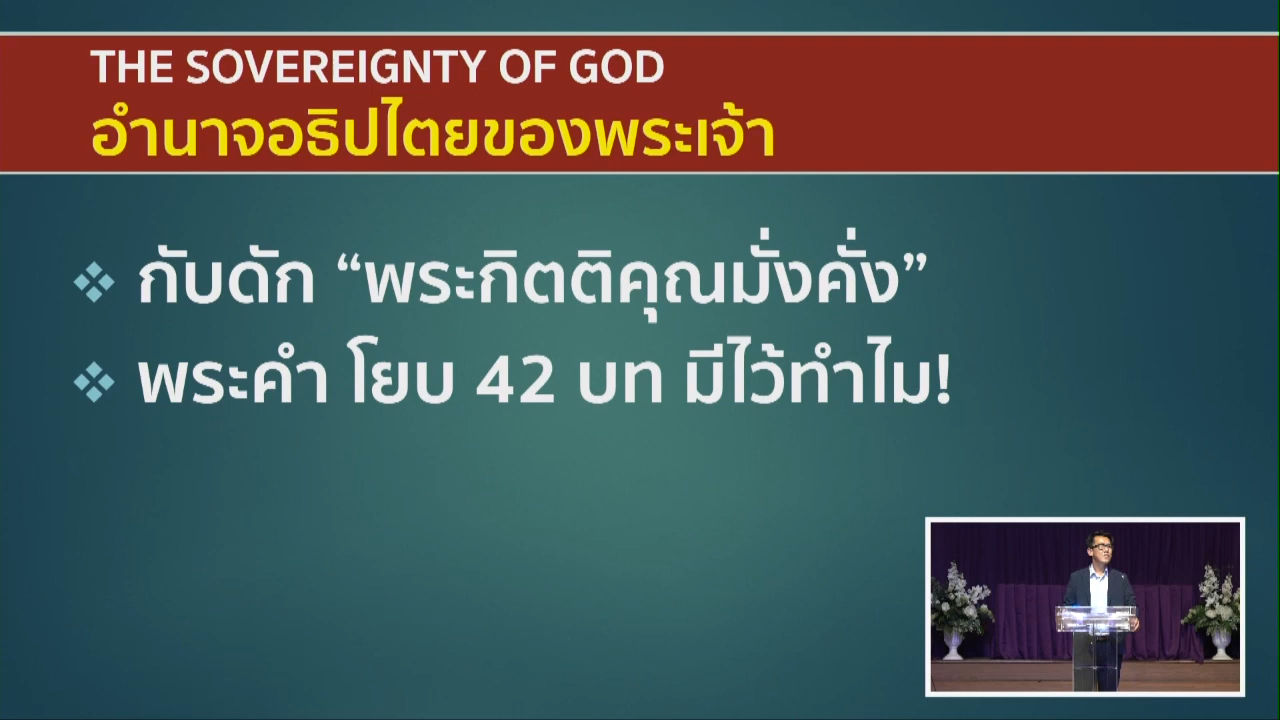 THE SOVEREIGNTY OF GOD
อำนาจอธิปไตยของพระเจ้า
กับดัก “พระกิตติคุณมั่งคั่ง”
พระคำ โยบ 42 บท มีไว้ทำไม!